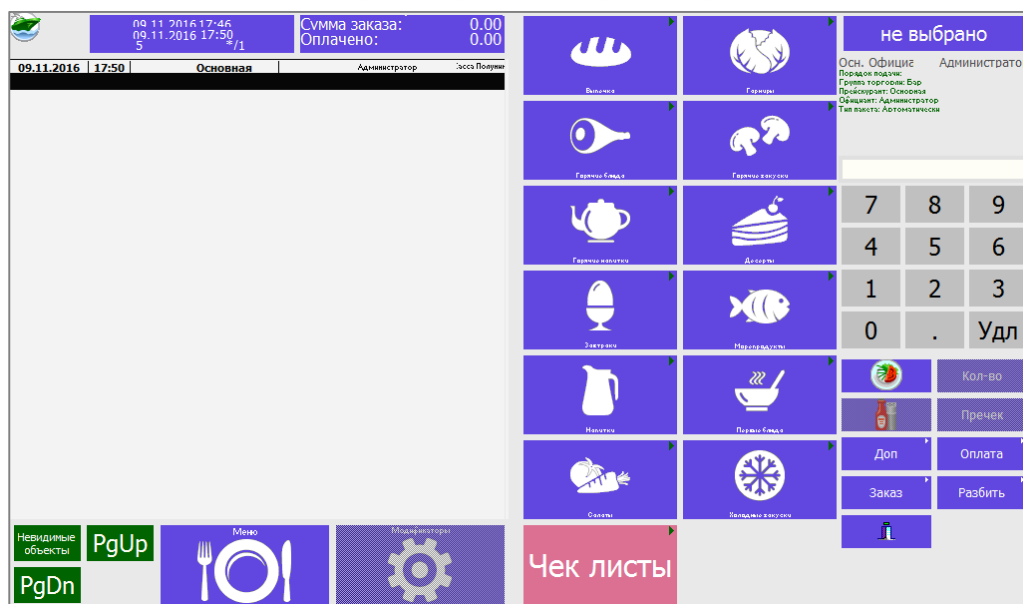 09.11.2016 17:46
09.11.2016 17:50
5 */1
Сумма заказа: 0.00
Оплачено: 0.00
не выбрано
09.11.2016 17:50 Основная Администратор
Осн. Официа Администрато
Порядок подачи:
Группа торговли: Бар
Прейскурант: Основная
Официант: Администратор
Тип пакета: Автоматически
Выпечка Гарниры
Горячие блюда Горячие закуски
Горячие напитки Десерты
Завтраки Морепродукты
Напитки Первые блюда
Салаты Холодные закуски
7 8 9
4 5 6
1 2 3
0 . Удл
Кол-во
Пречек
Доп Оплата
Заказ Разбить
Невидимые
объекты
PgUp
PgDn
Меню
Модификаторы
Чек листы